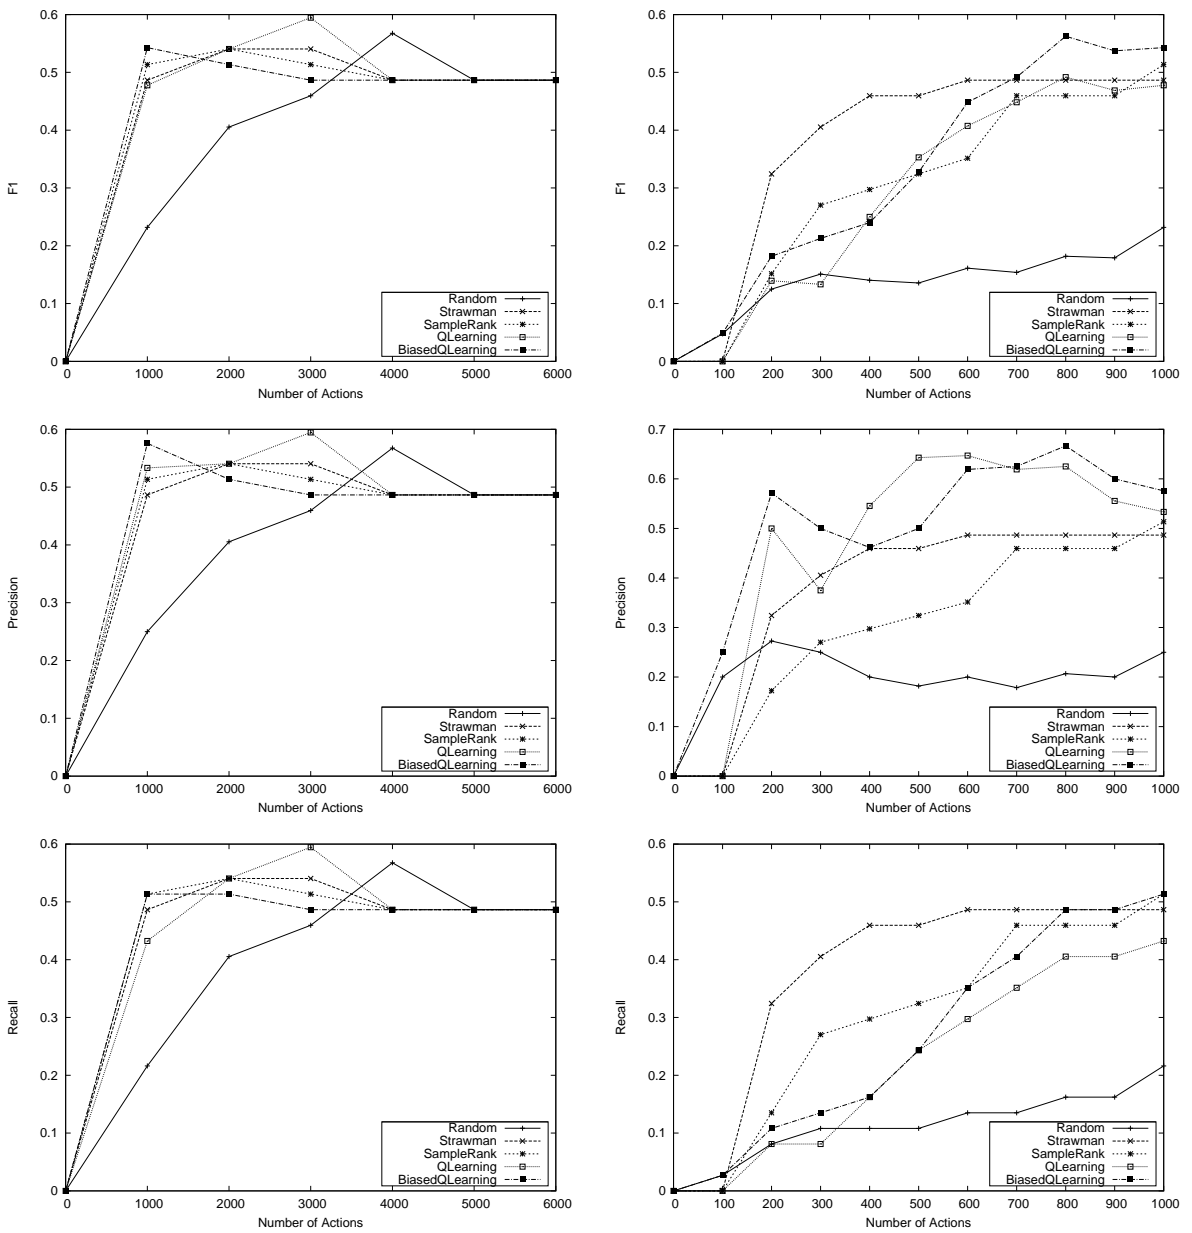 0.6
0.5
0.4
0.3
0.2
0.1
0
F1
Random
Strawman
SampleRank
QLearning
BiasedQLearning
0 1000 2000 3000 4000 5000 6000
Number of Actions
0.6
0.5
0.4
0.3
0.2
0.1
0
F1
Random
Strawman
SampleRank
QLearning
BiasedQLearning
0 100 200 300 400 500 600 700 800 900 1000
Number of Actions
0.6
0.5
0.4
0.3
0.2
0.1
0
Precision
Random
Strawman
SampleRank
QLearning
BiasedQLearning
0 1000 2000 3000 4000 5000 6000
Number of Actions
0.7
0.6
0.5
0.4
0.3
0.2
0.1
0
Precision
Random
Strawman
SampleRank
QLearning
BiasedQLearning
0 100 200 300 400 500 600 700 800 900 1000
Number of Actions
0.6
0.5
0.4
0.3
0.2
0.1
0
Recall
Random
Strawman
SampleRank
QLearning
BiasedQLearning
0 1000 2000 3000 4000 5000 6000
Number of Actions
0.6
0.5
0.4
0.3
0.2
0.1
0
Recall
Random
Strawman
SampleRank
QLearning
BiasedQLearning
0 100 200 300 400 500 600 700 800 900 1000
Number of Actions